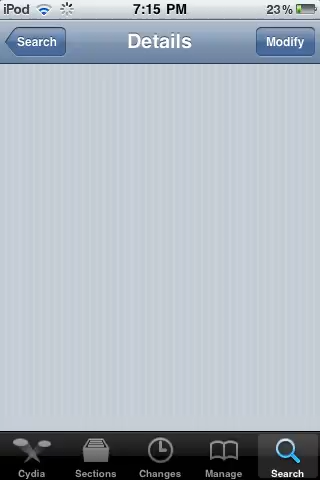 iPod 7:15 PM 23%
Search Details Modify
Cydia Sections Changes Manage Search